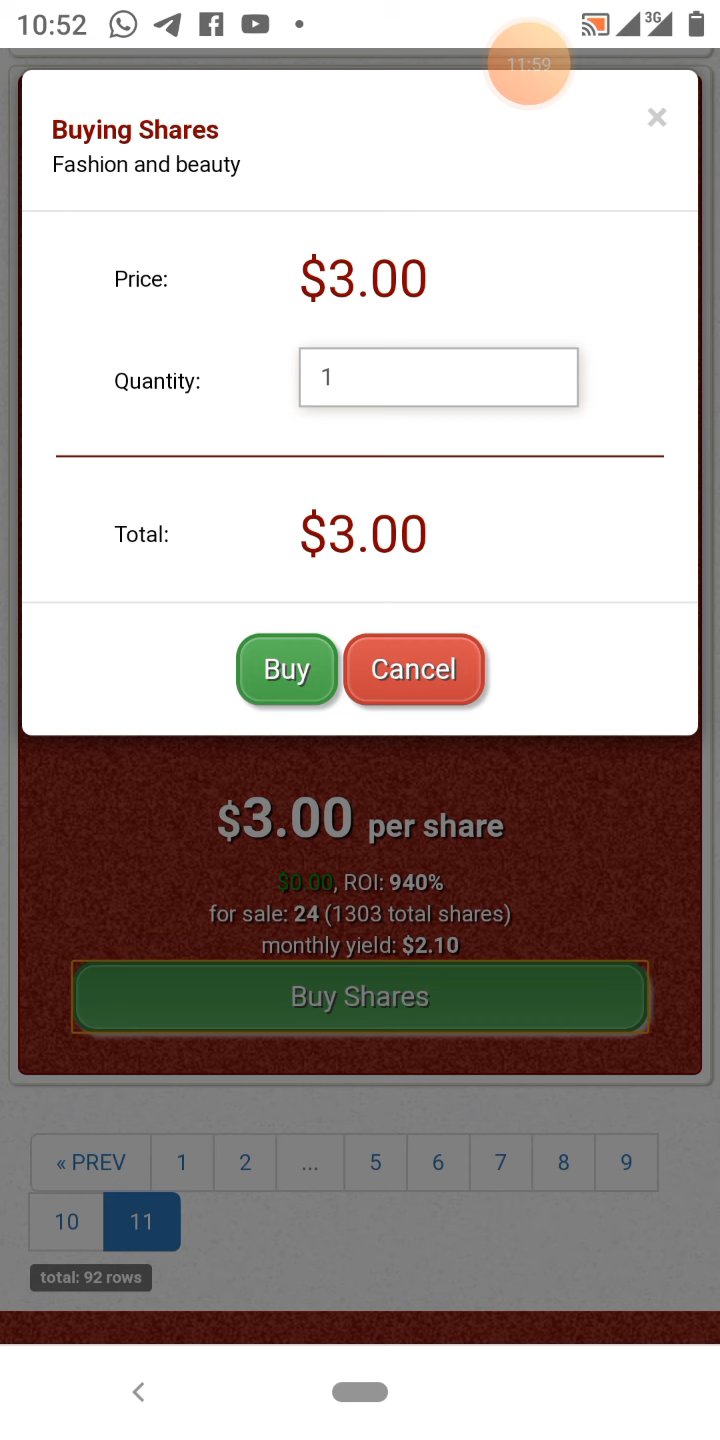 10:52
3G
11:59
Buying Shares
×
Fashion and beauty
Price: $3.00
Quantity: 1
Total: $3.00
Buy Cancel
$3.00 per share
$0.00, ROI: 940%
for sale: 24 (1303 total shares)
monthly yield: $2.10
Buy Shares
« PREV 1 2 ... 5 6 7 8 9
10 11
total: 92 rows